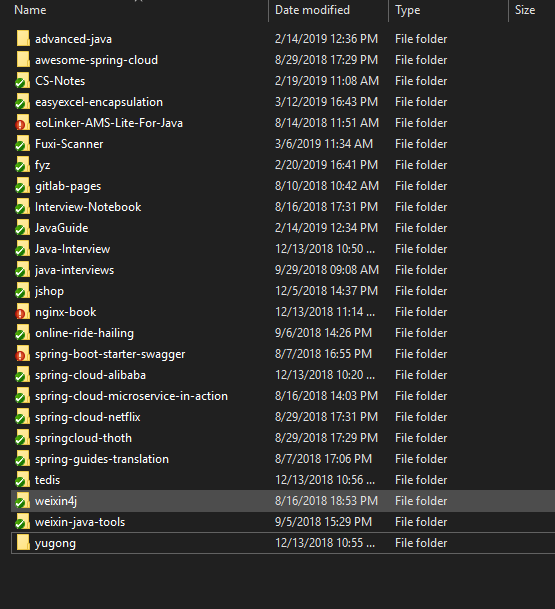 Name Date modified Type Size
advanced-java 2/14/2019 12:36 PM File folder
awesome-spring-cloud 8/29/2018 17:29 PM File folder
CS-Notes 2/19/2019 11:08 AM File folder
easyexcel-encapsulation 3/12/2019 16:43 PM File folder
eoLinker-AMS-Lite-For-Java 8/14/2018 11:51 AM File folder
Fuxi-Scanner 3/6/2019 11:34 AM File folder
fyz 2/20/2019 16:41 PM File folder
gitlab-pages 8/10/2018 10:42 AM File folder
Interview-Notebook 8/16/2018 17:31 PM File folder
JavaGuide 2/14/2019 12:34 PM File folder
Java-Interview 12/13/2018 10:50 ... File folder
java-interviews 9/29/2018 09:08 AM File folder
jshop 12/5/2018 14:37 PM File folder
nginx-book 12/13/2018 11:14 ... File folder
online-ride-hailing 9/6/2018 14:26 PM File folder
spring-boot-starter-swagger 8/7/2018 16:55 PM File folder
spring-cloud-alibaba 12/13/2018 10:20 ... File folder
spring-cloud-microservice-in-action 8/16/2018 14:03 PM File folder
spring-cloud-netflix 8/29/2018 17:31 PM File folder
springcloud-thoth 8/29/2018 17:29 PM File folder
spring-guides-translation 8/7/2018 17:06 PM File folder
tedis 12/13/2018 10:56 ... File folder
weixin4j 8/16/2018 18:53 PM File folder
weixin-java-tools 9/5/2018 15:29 PM File folder
yugong 12/13/2018 10:55 ... File folder